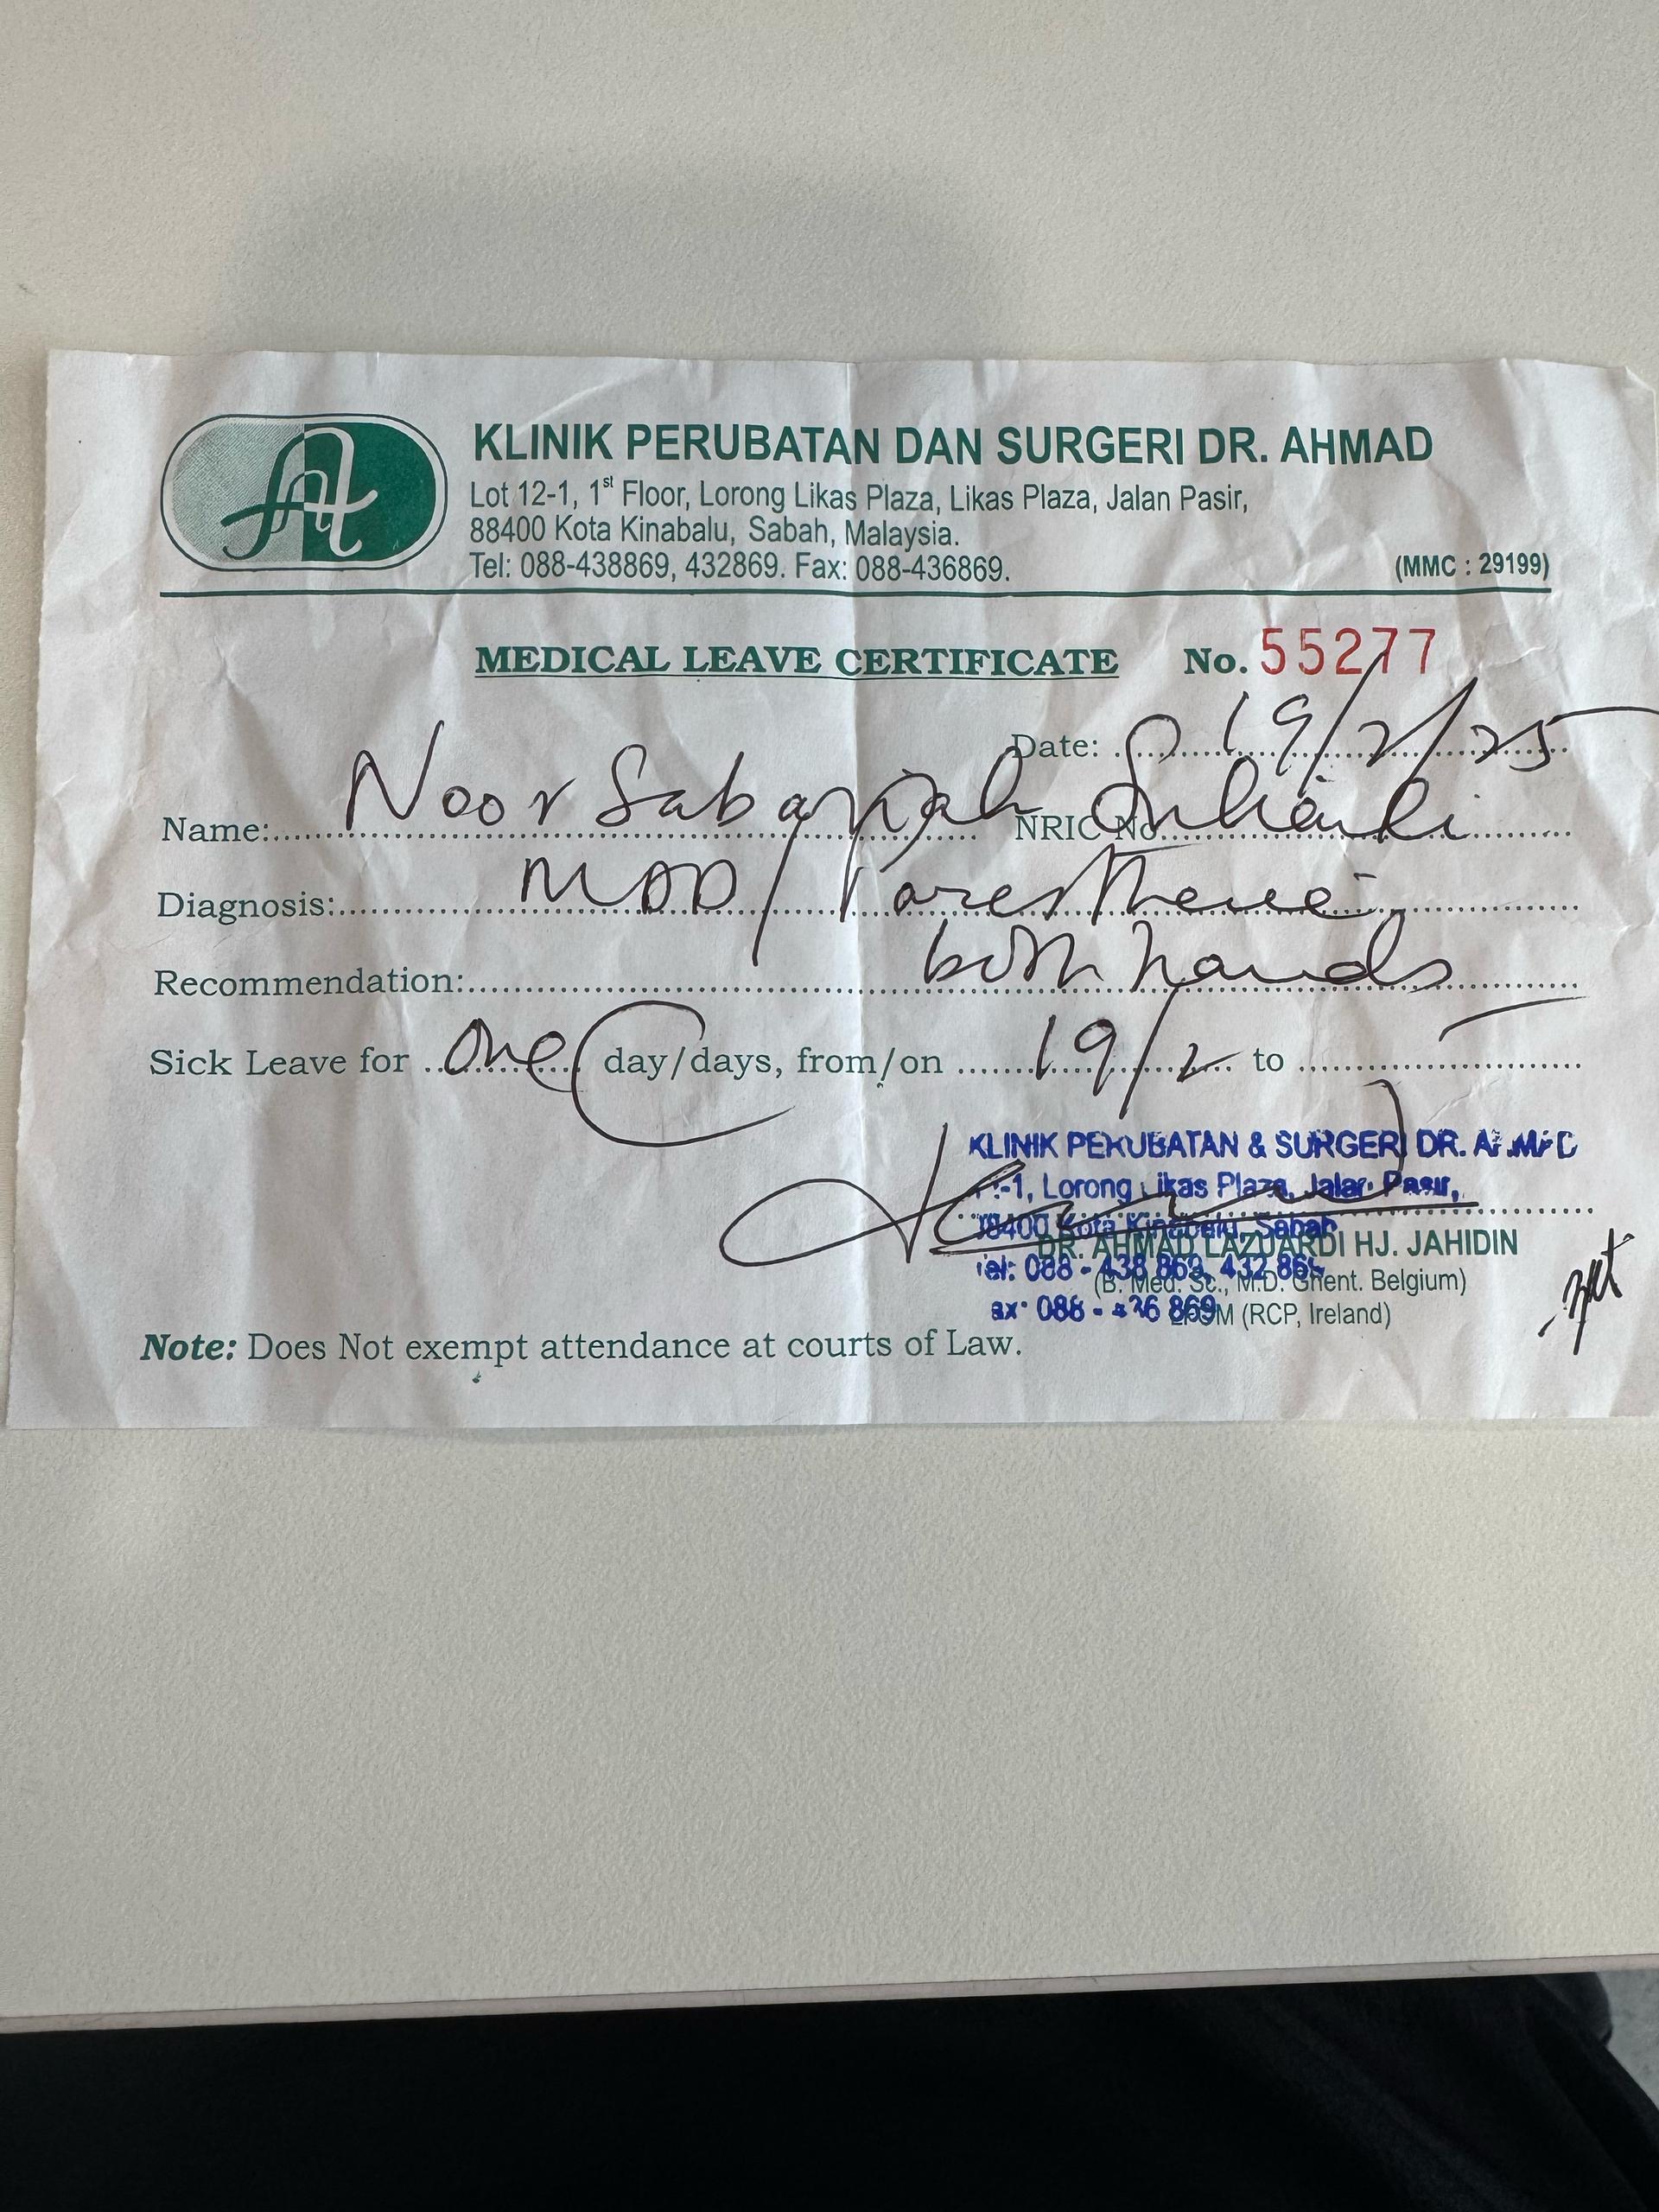 KLINIK PERUBATAN DAN SURGERI DR. AHMAD
Lot 12-1, 1st Floor, Lorong Likas Plaza, Likas Plaza, Jalan Pasir,
88400 Kota Kinabalu, Sabah, Malaysia.
Tel: 088-438869, 432869. Fax: 088-436869.
(MMC : 29199)
MEDICAL LEAVE CERTIFICATE No. 55277
Date: 19/2/25
Name: Noor NRIC No
Diagnosis: MDD / Paresthesia
Recommendation: both hands
Sick Leave for one day/days, from/on 19/2 to
KLINIK PERUBATAN & SURGERI DR. AHMAD
-1, Lorong Likas Plaza, Jalan Pasir,
88400 Kota Kinabalu, Sabah
Tel: 088 - 438 869, 432 869
Fax: 088 - 436 869
DR. AHMAD LAZUARDI HJ. JAHIDIN
(B. Med. Sc., M.D. Ghent. Belgium)
(RCP, Ireland)
Note: Does Not exempt attendance at courts of Law.